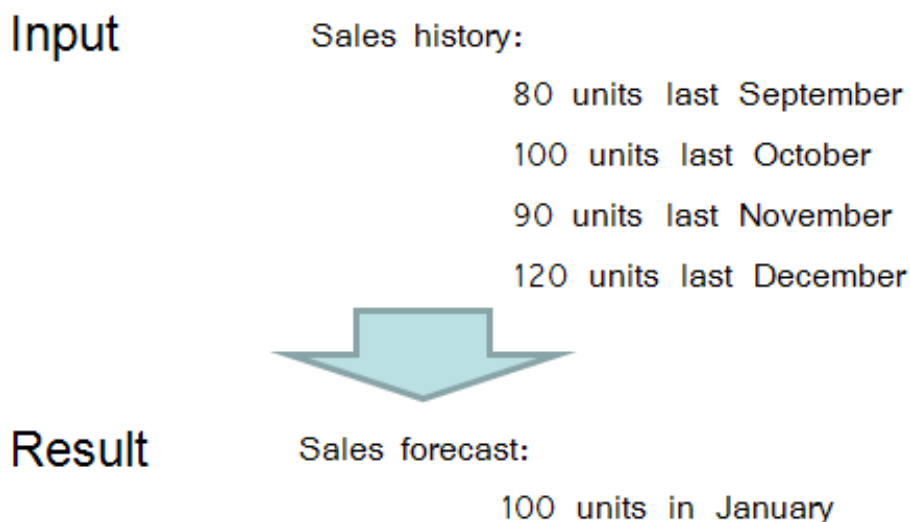 Input Sales history:
80 units last September
100 units last October
90 units last November
120 units last December
Result Sales forecast:
100 units in January